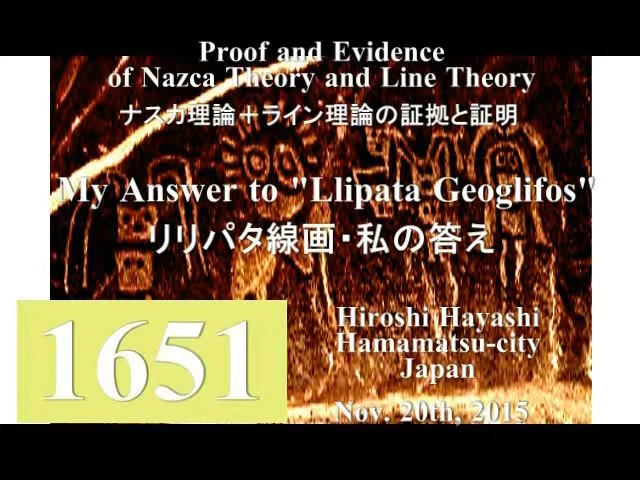 Proof and Evidence
of Nazca Theory and Line Theory
ナスカ理論＋ライン理論の証拠と証明
My Answer to "Llipata Geoglifos"
リリパタ線画・私の答え
1651
Hiroshi Hayashi
Hamamatsu-city
Japan
Nov. 20th, 2015